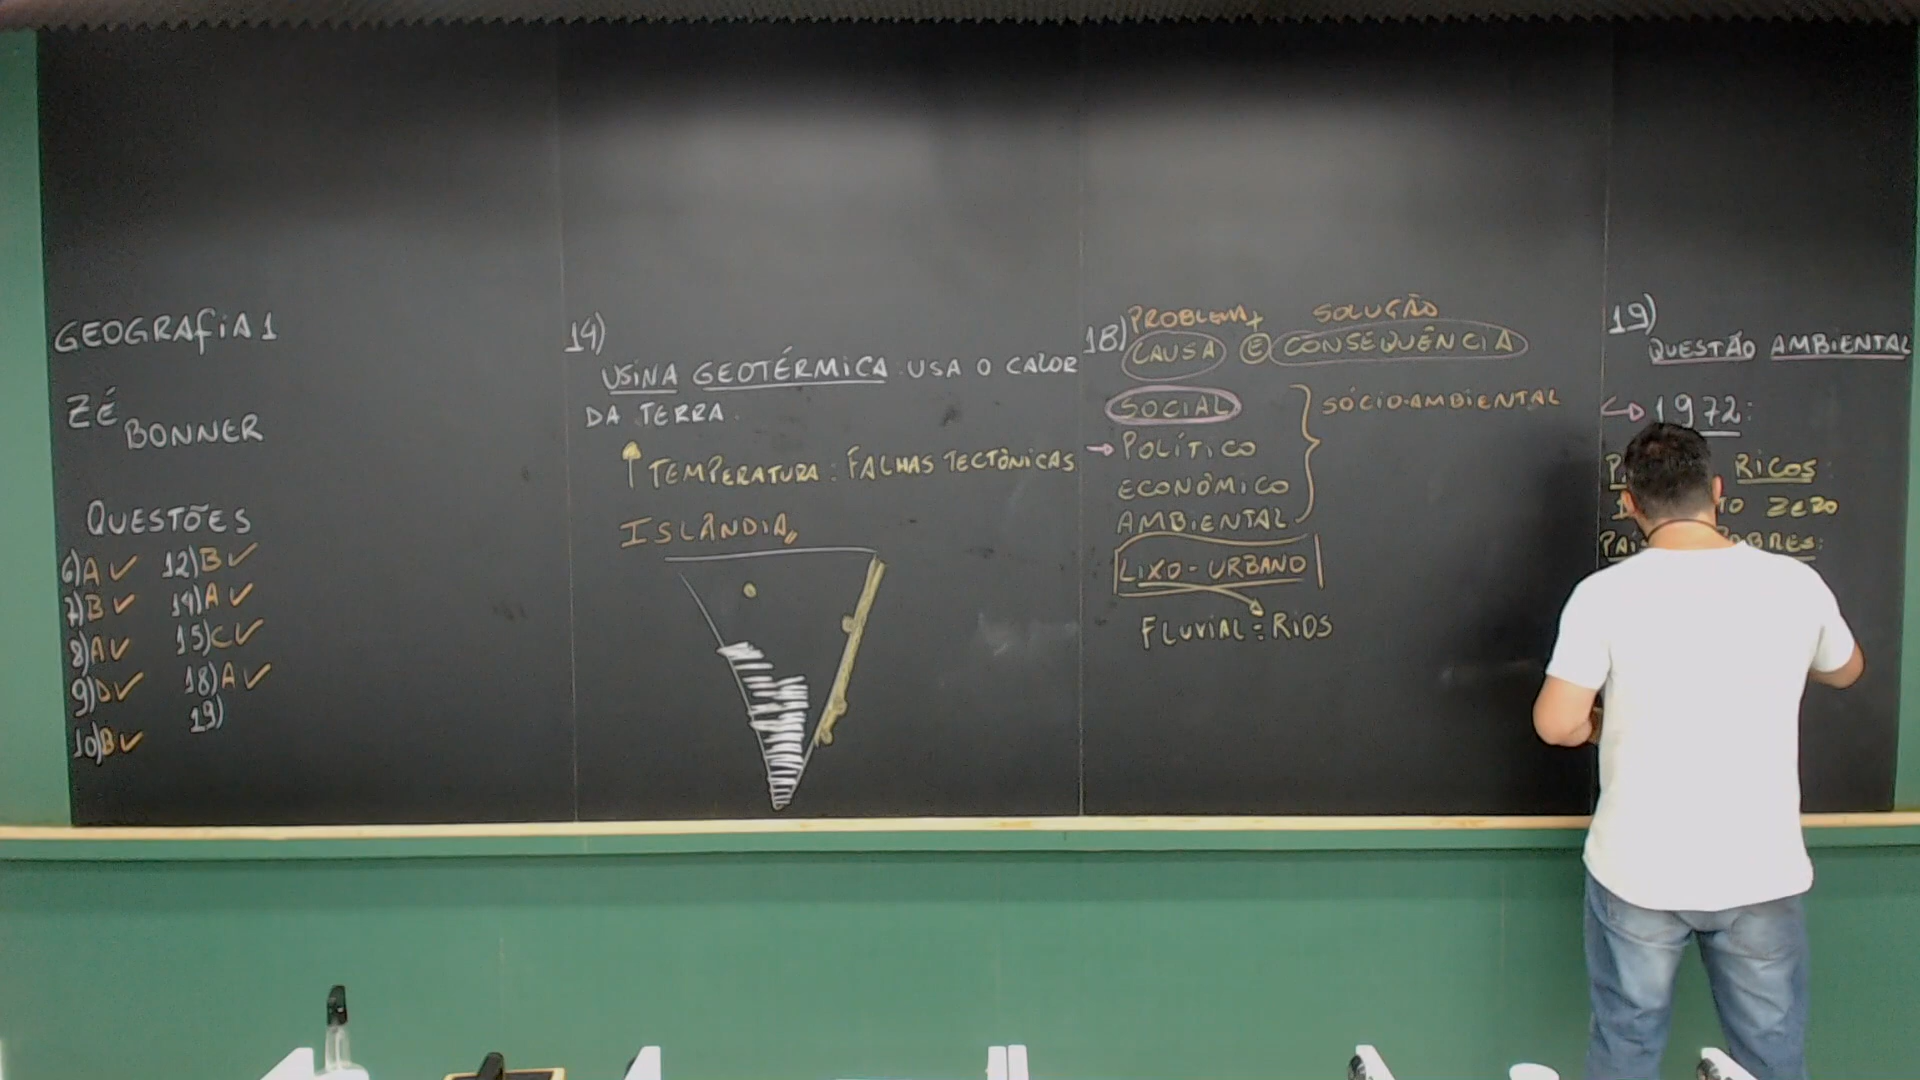 GEOGRAFIA 1
ZÉ
BONNER
QUESTÕES
6)A ✓ 12)B ✓
7)B ✓ 14)A ✓
8)A ✓ 15)C ✓
9)D ✓ 18)A ✓
10)B ✓ 19)
14)
USINA GEOTÉRMICA: USA O CALOR
DA TERRA.
↑ TEMPERATURA: FALHAS TECTÔNICAS
ISLÂNDIA
18) PROBLEMA + SOLUÇÃO
CAUSA E CONSEQUÊNCIA
SOCIAL
→ POLÍTICO
ECONÔMICO
AMBIENTAL
SÓCIO-AMBIENTAL
LIXO-URBANO
FLUVIAL = RIOS
19)
QUESTÃO AMBIENTAL
↪ 1972:
RICOS
ZERO